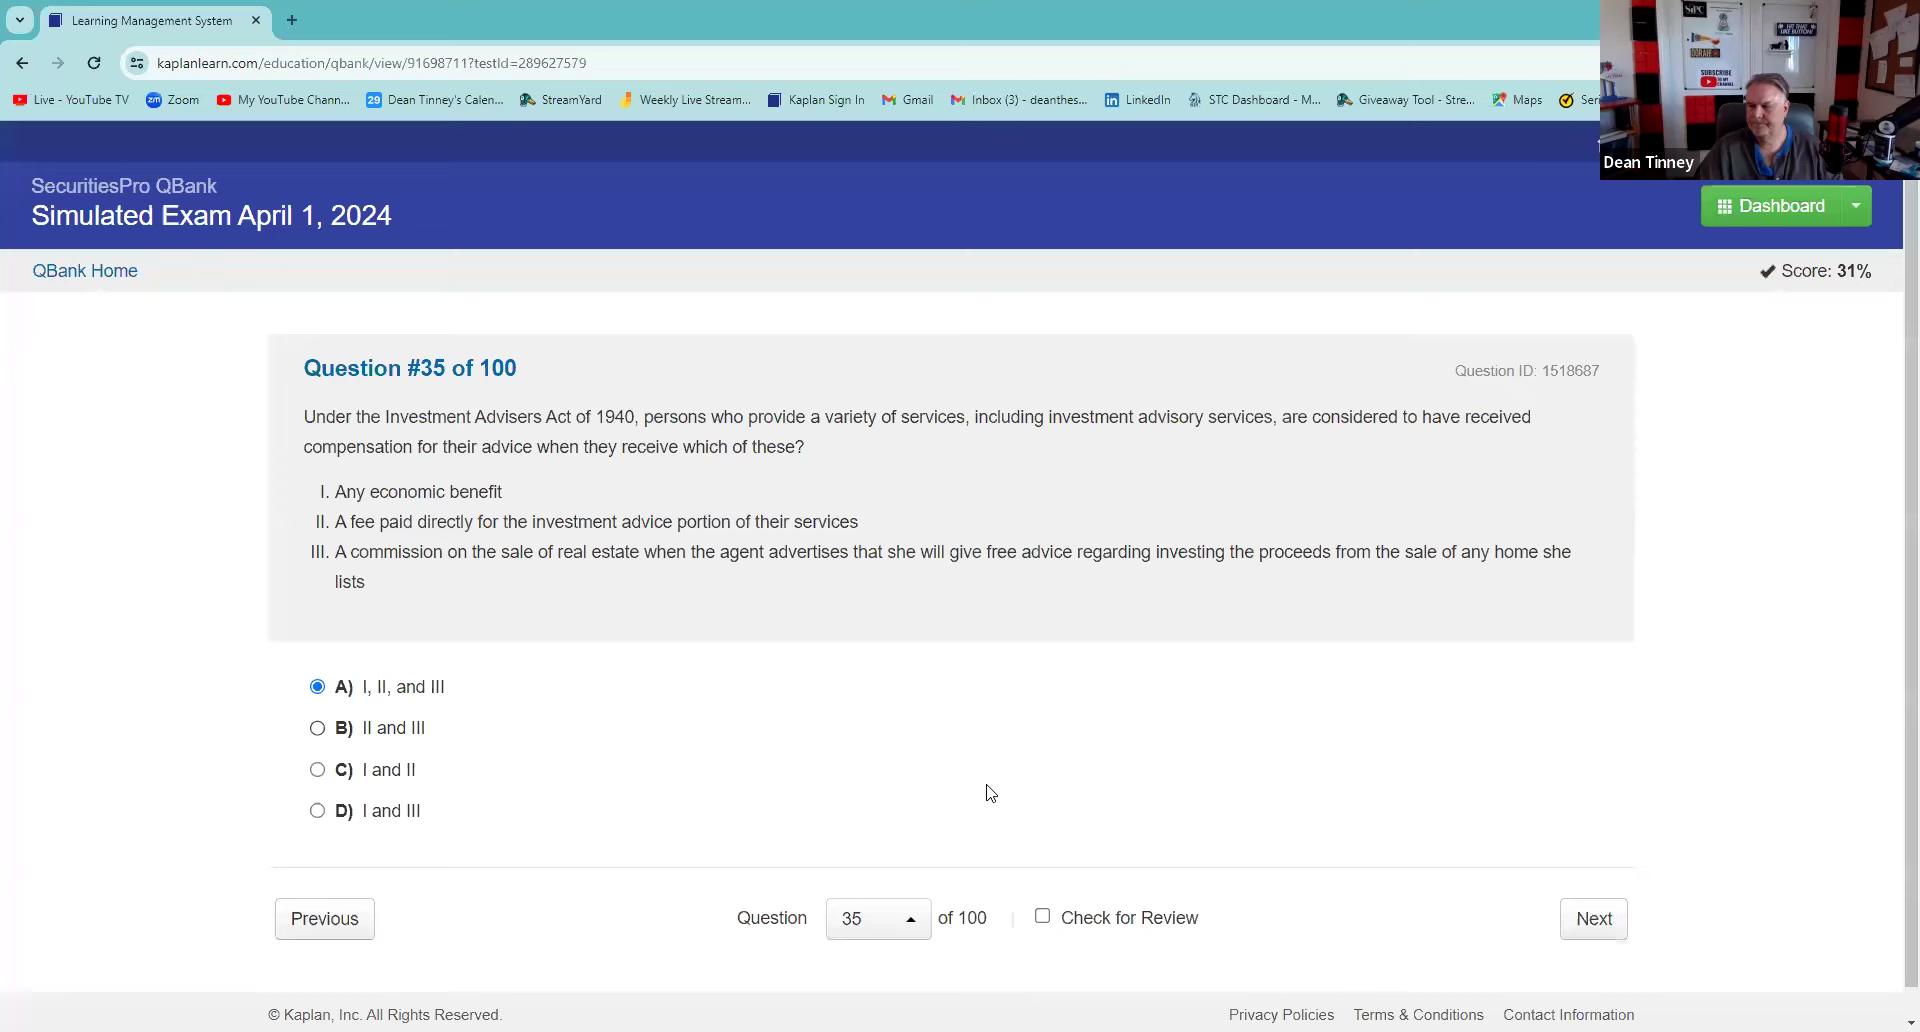 Learning Management System
kaplanlearn.com/education/qbank/view/91698711?testId=289627579
Live - YouTube TV
Zoom
My YouTube Chann...
Dean Tinney's Calen...
StreamYard
Weekly Live Stream...
Kaplan Sign In
Gmail
Inbox (3) - deanthes...
LinkedIn
STC Dashboard - M...
Giveaway Tool - Stre...
Maps
Seri
SIPC
HIT THAT
LIKE BUTTON!
SUBSCRIBE
Dean Tinney
SecuritiesPro QBank
Simulated Exam April 1, 2024
Dashboard
QBank Home
Score: 31%
Question #35 of 100
Question ID: 1518687
Under the Investment Advisers Act of 1940, persons who provide a variety of services, including investment advisory services, are considered to have received
compensation for their advice when they receive which of these?
I. Any economic benefit
II. A fee paid directly for the investment advice portion of their services
III. A commission on the sale of real estate when the agent advertises that she will give free advice regarding investing the proceeds from the sale of any home she
lists
A) I, II, and III
B) II and III
C) I and II
D) I and III
Previous
Question 35 of 100
Check for Review
Next
© Kaplan, Inc. All Rights Reserved.
Privacy Policies
Terms & Conditions
Contact Information